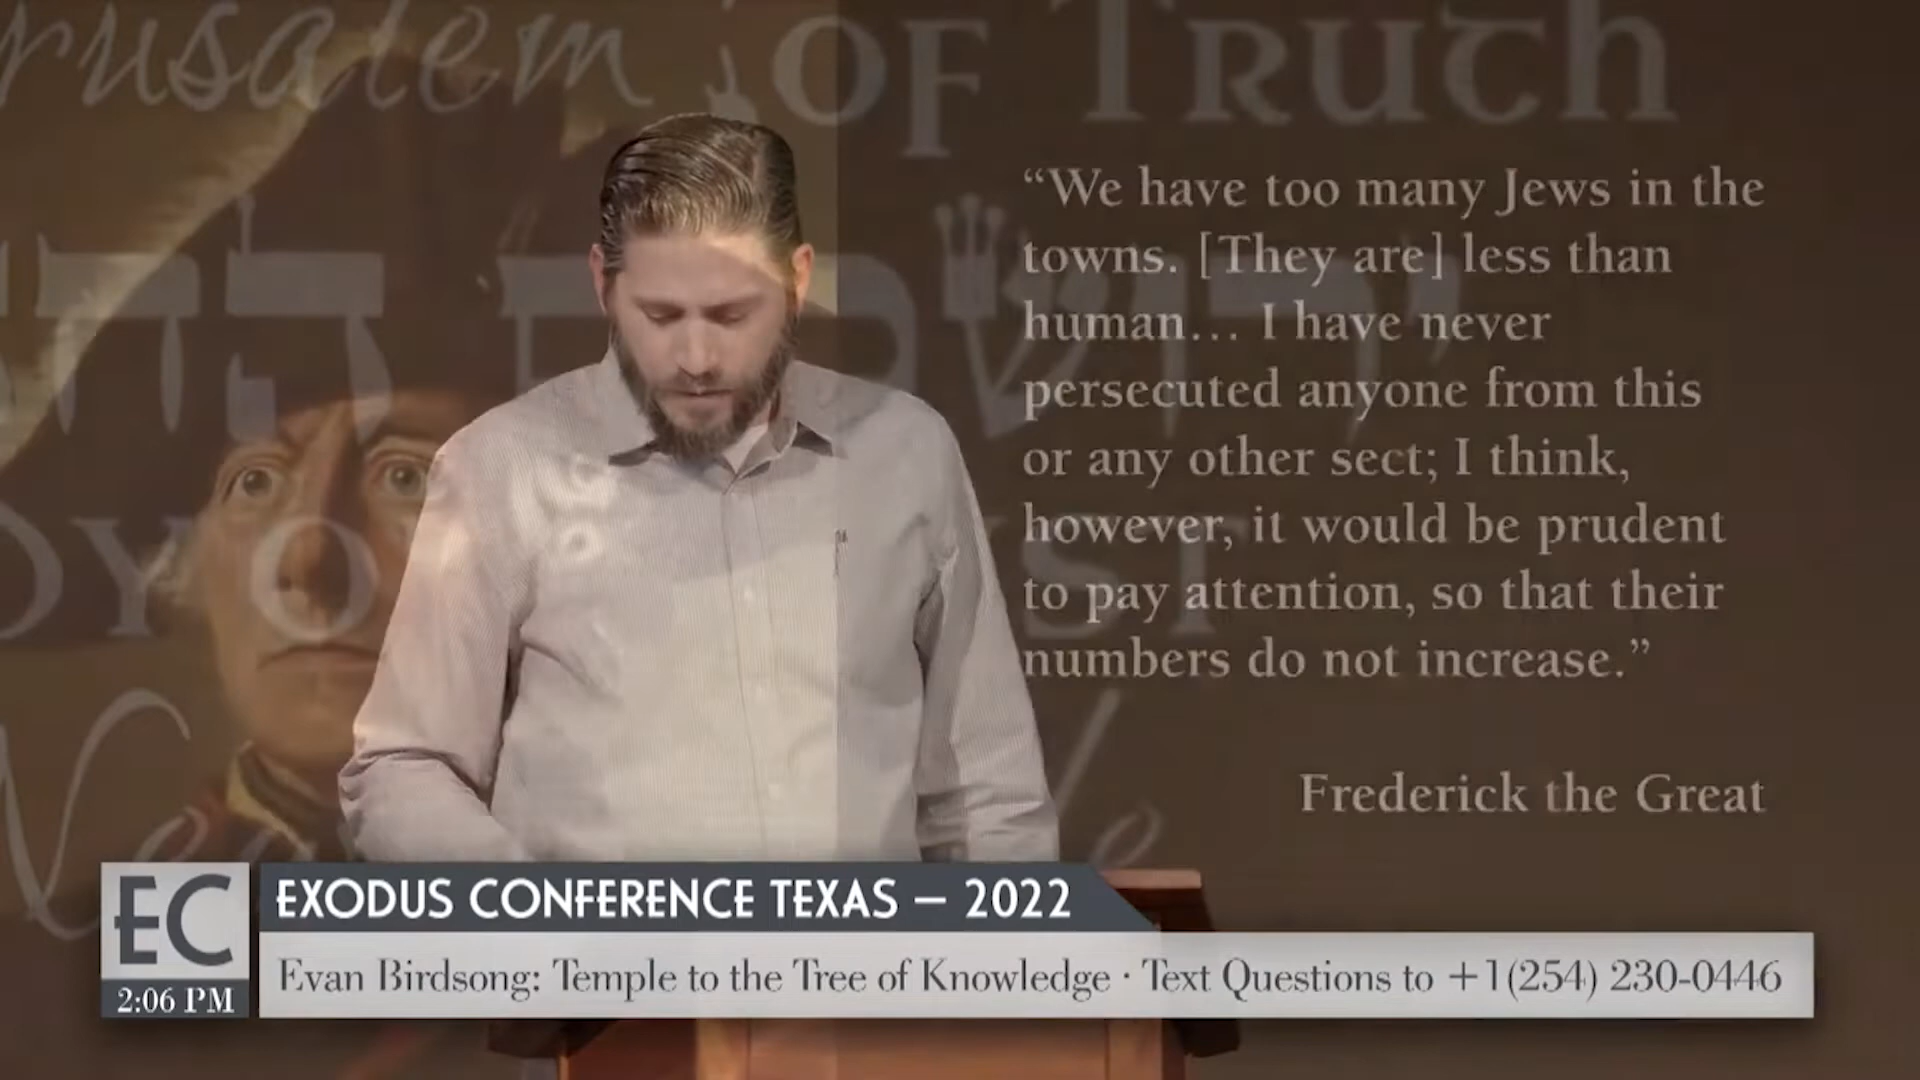 rusalem
OF TRUTH
"We have too many Jews in the
towns. [They are] less than
human... I have never
persecuted anyone from this
or any other sect; I think,
however, it would be prudent
to pay attention, so that their
numbers do not increase."
Frederick the Great
EC
EXODUS CONFERENCE TEXAS – 2022
2:06 PM
Evan Birdsong: Temple to the Tree of Knowledge · Text Questions to +1(254) 230-0446